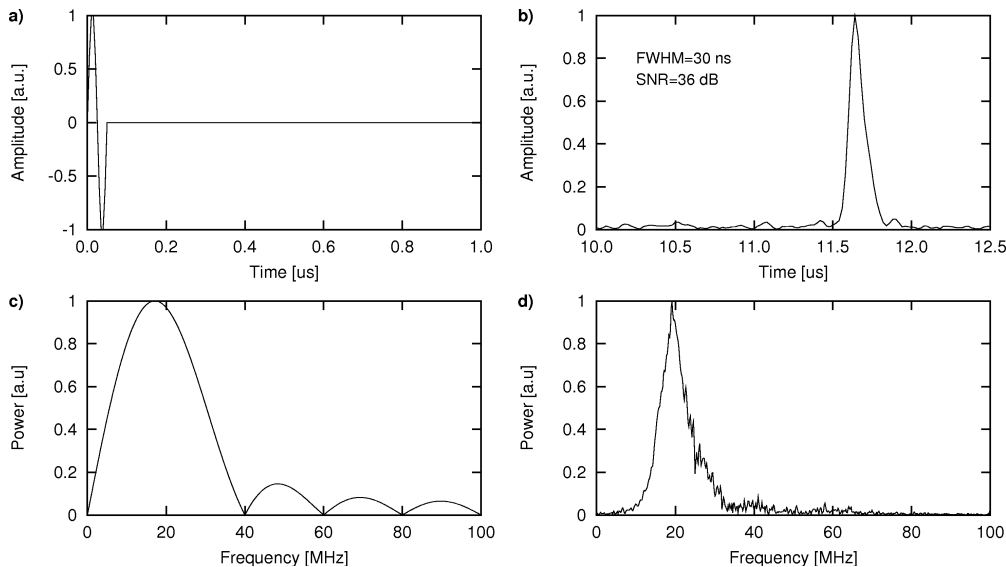 a)
Amplitude [a.u.]
1
0.5
0
-0.5
-1
0.0 0.2 0.4 0.6 0.8 1.0
Time [us]
b)
Amplitude [a.u.]
1
0.8
0.6
0.4
0.2
0
FWHM=30 ns
SNR=36 dB
10.0 10.5 11.0 11.5 12.0 12.5
Time [us]
c)
Power [a.u]
1
0.8
0.6
0.4
0.2
0
0 20 40 60 80 100
Frequency [MHz]
d)
Power [a.u]
1
0.8
0.6
0.4
0.2
0
0 20 40 60 80 100
Frequency [MHz]